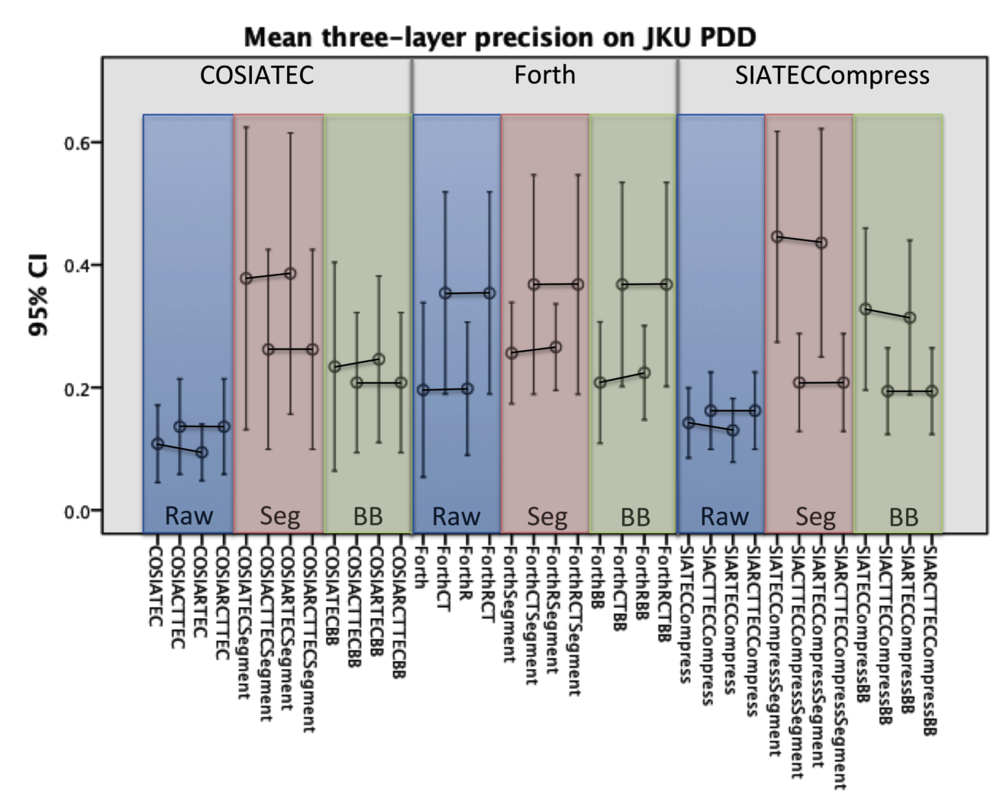 Mean three-layer precision on JKU PDD
COSIATEC Forth SIATECCompress
95% CI
0.6
0.4
0.2
0.0
Raw Seg BB Raw Seg BB Raw Seg BB
COSIATEC
COSIACTTEC
COSIARTEC
COSIARCTTEC
COSIATECSegment
COSIACTTECSegment
COSIARTECSegment
COSIARCTTECSegment
COSIATECBB
COSIACTTECBB
COSIARTECBB
COSIARCTTECBB
Forth
ForthCT
ForthR
ForthRCT
ForthSegment
ForthCTSegment
ForthRSegment
ForthRCTSegment
ForthBB
ForthCTBB
ForthRBB
ForthRCTBB
SIATECCompress
SIACTTECCompress
SIARTECCompress
SIARCTTECCompress
SIATECCompressSegment
SIACTTECCompressSegment
SIARTECCompressSegment
SIARCTTECCompressSegment
SIATECCompressBB
SIACTTECCompressBB
SIARTECCompressBB
SIARCTTECCompressBB